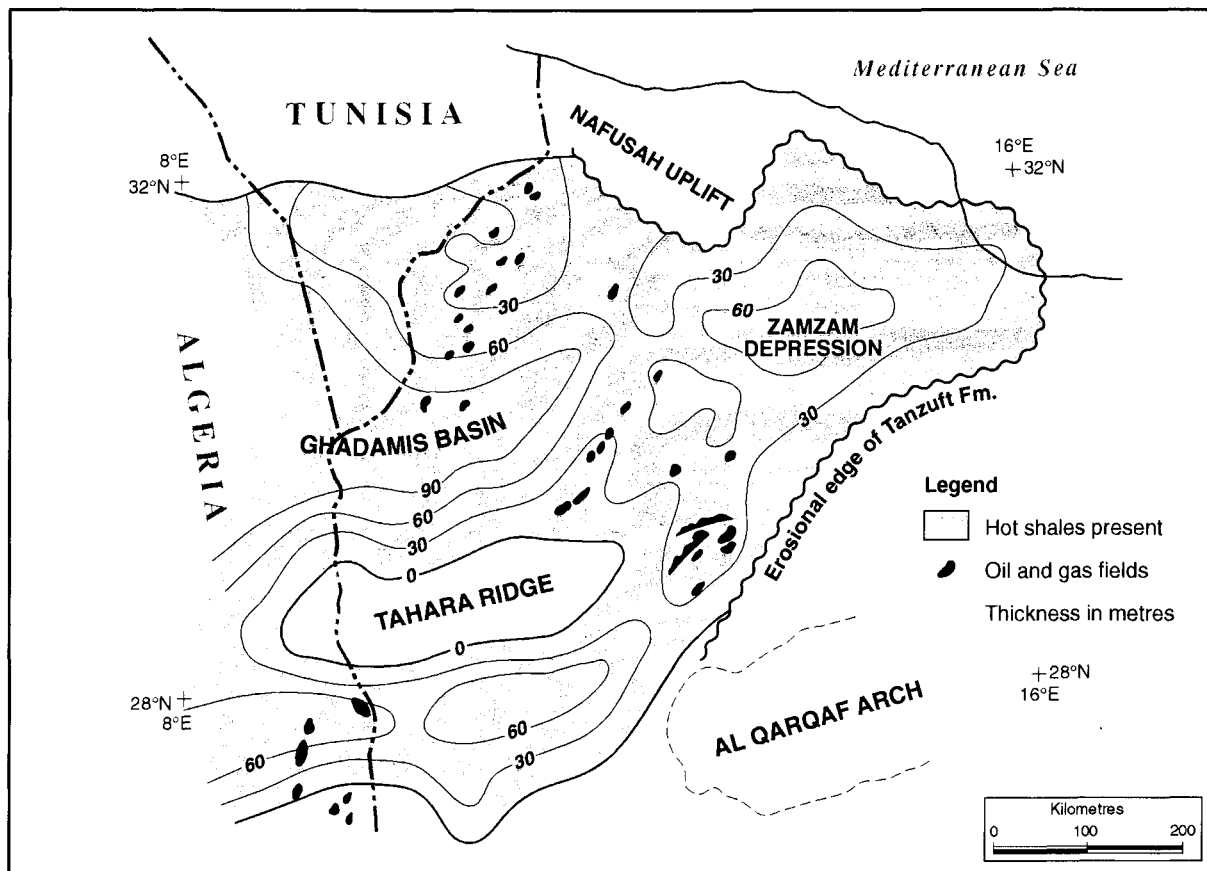 Mediterranean Sea
TUNISIA
NAFUSAH UPLIFT
8°E
32°N
16°E
32°N
30
30
60
60
ZAMZAM
DEPRESSION
ALGERIA
30
GHADAMIS BASIN
90
60
30
0
Erosional edge of Tanzuft Fm.
Legend
Hot shales present
Oil and gas fields
Thickness in metres
TAHARA RIDGE
0
28°N
8°E
28°N
16°E
AL QARQAF ARCH
60
60
30
Kilometres
0 100 200